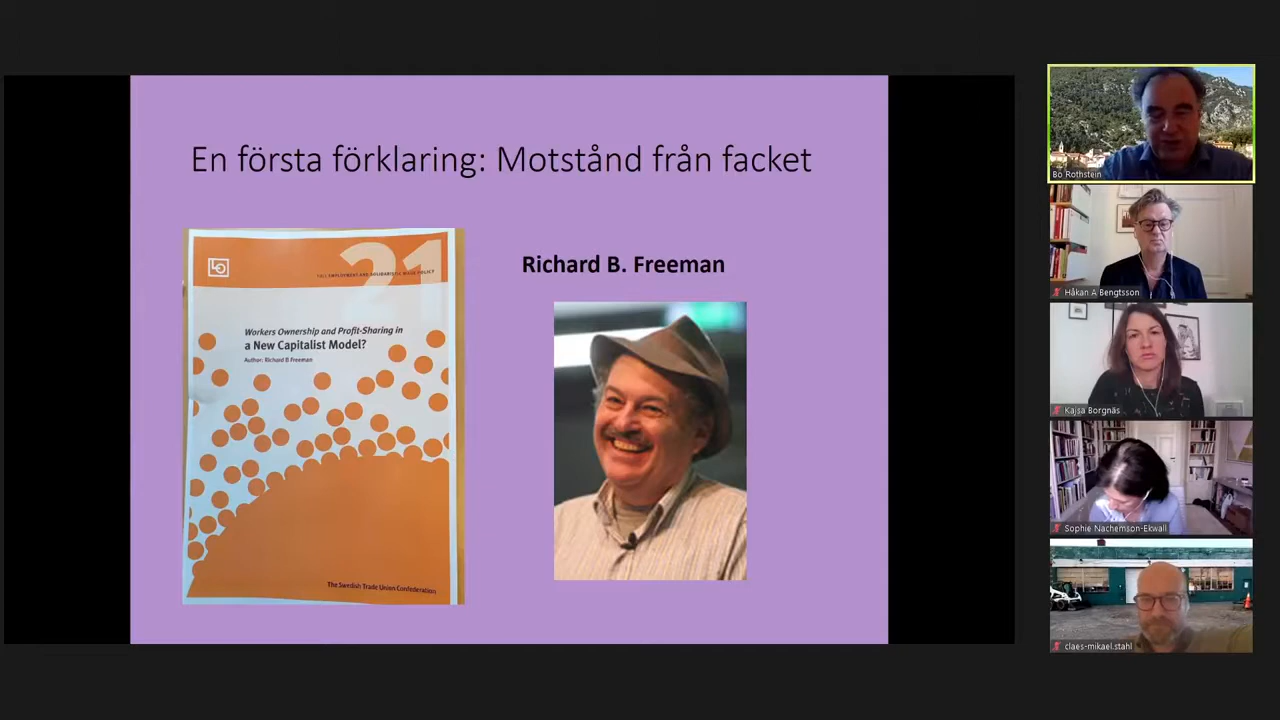 En första förklaring: Motstånd från facket
LO
21
FULL EMPLOYMENT AND SOLIDARISTIC WAGE POLICY
Workers Ownership and Profit-Sharing in
a New Capitalist Model?
Author: Richard B Freeman
The Swedish Trade Union Confederation
Richard B. Freeman
Bo Rothstein
Håkan A Bengtsson
Kajsa Borgnäs
Sophie Nachemson-Ekwall
claes-mikael.stahl